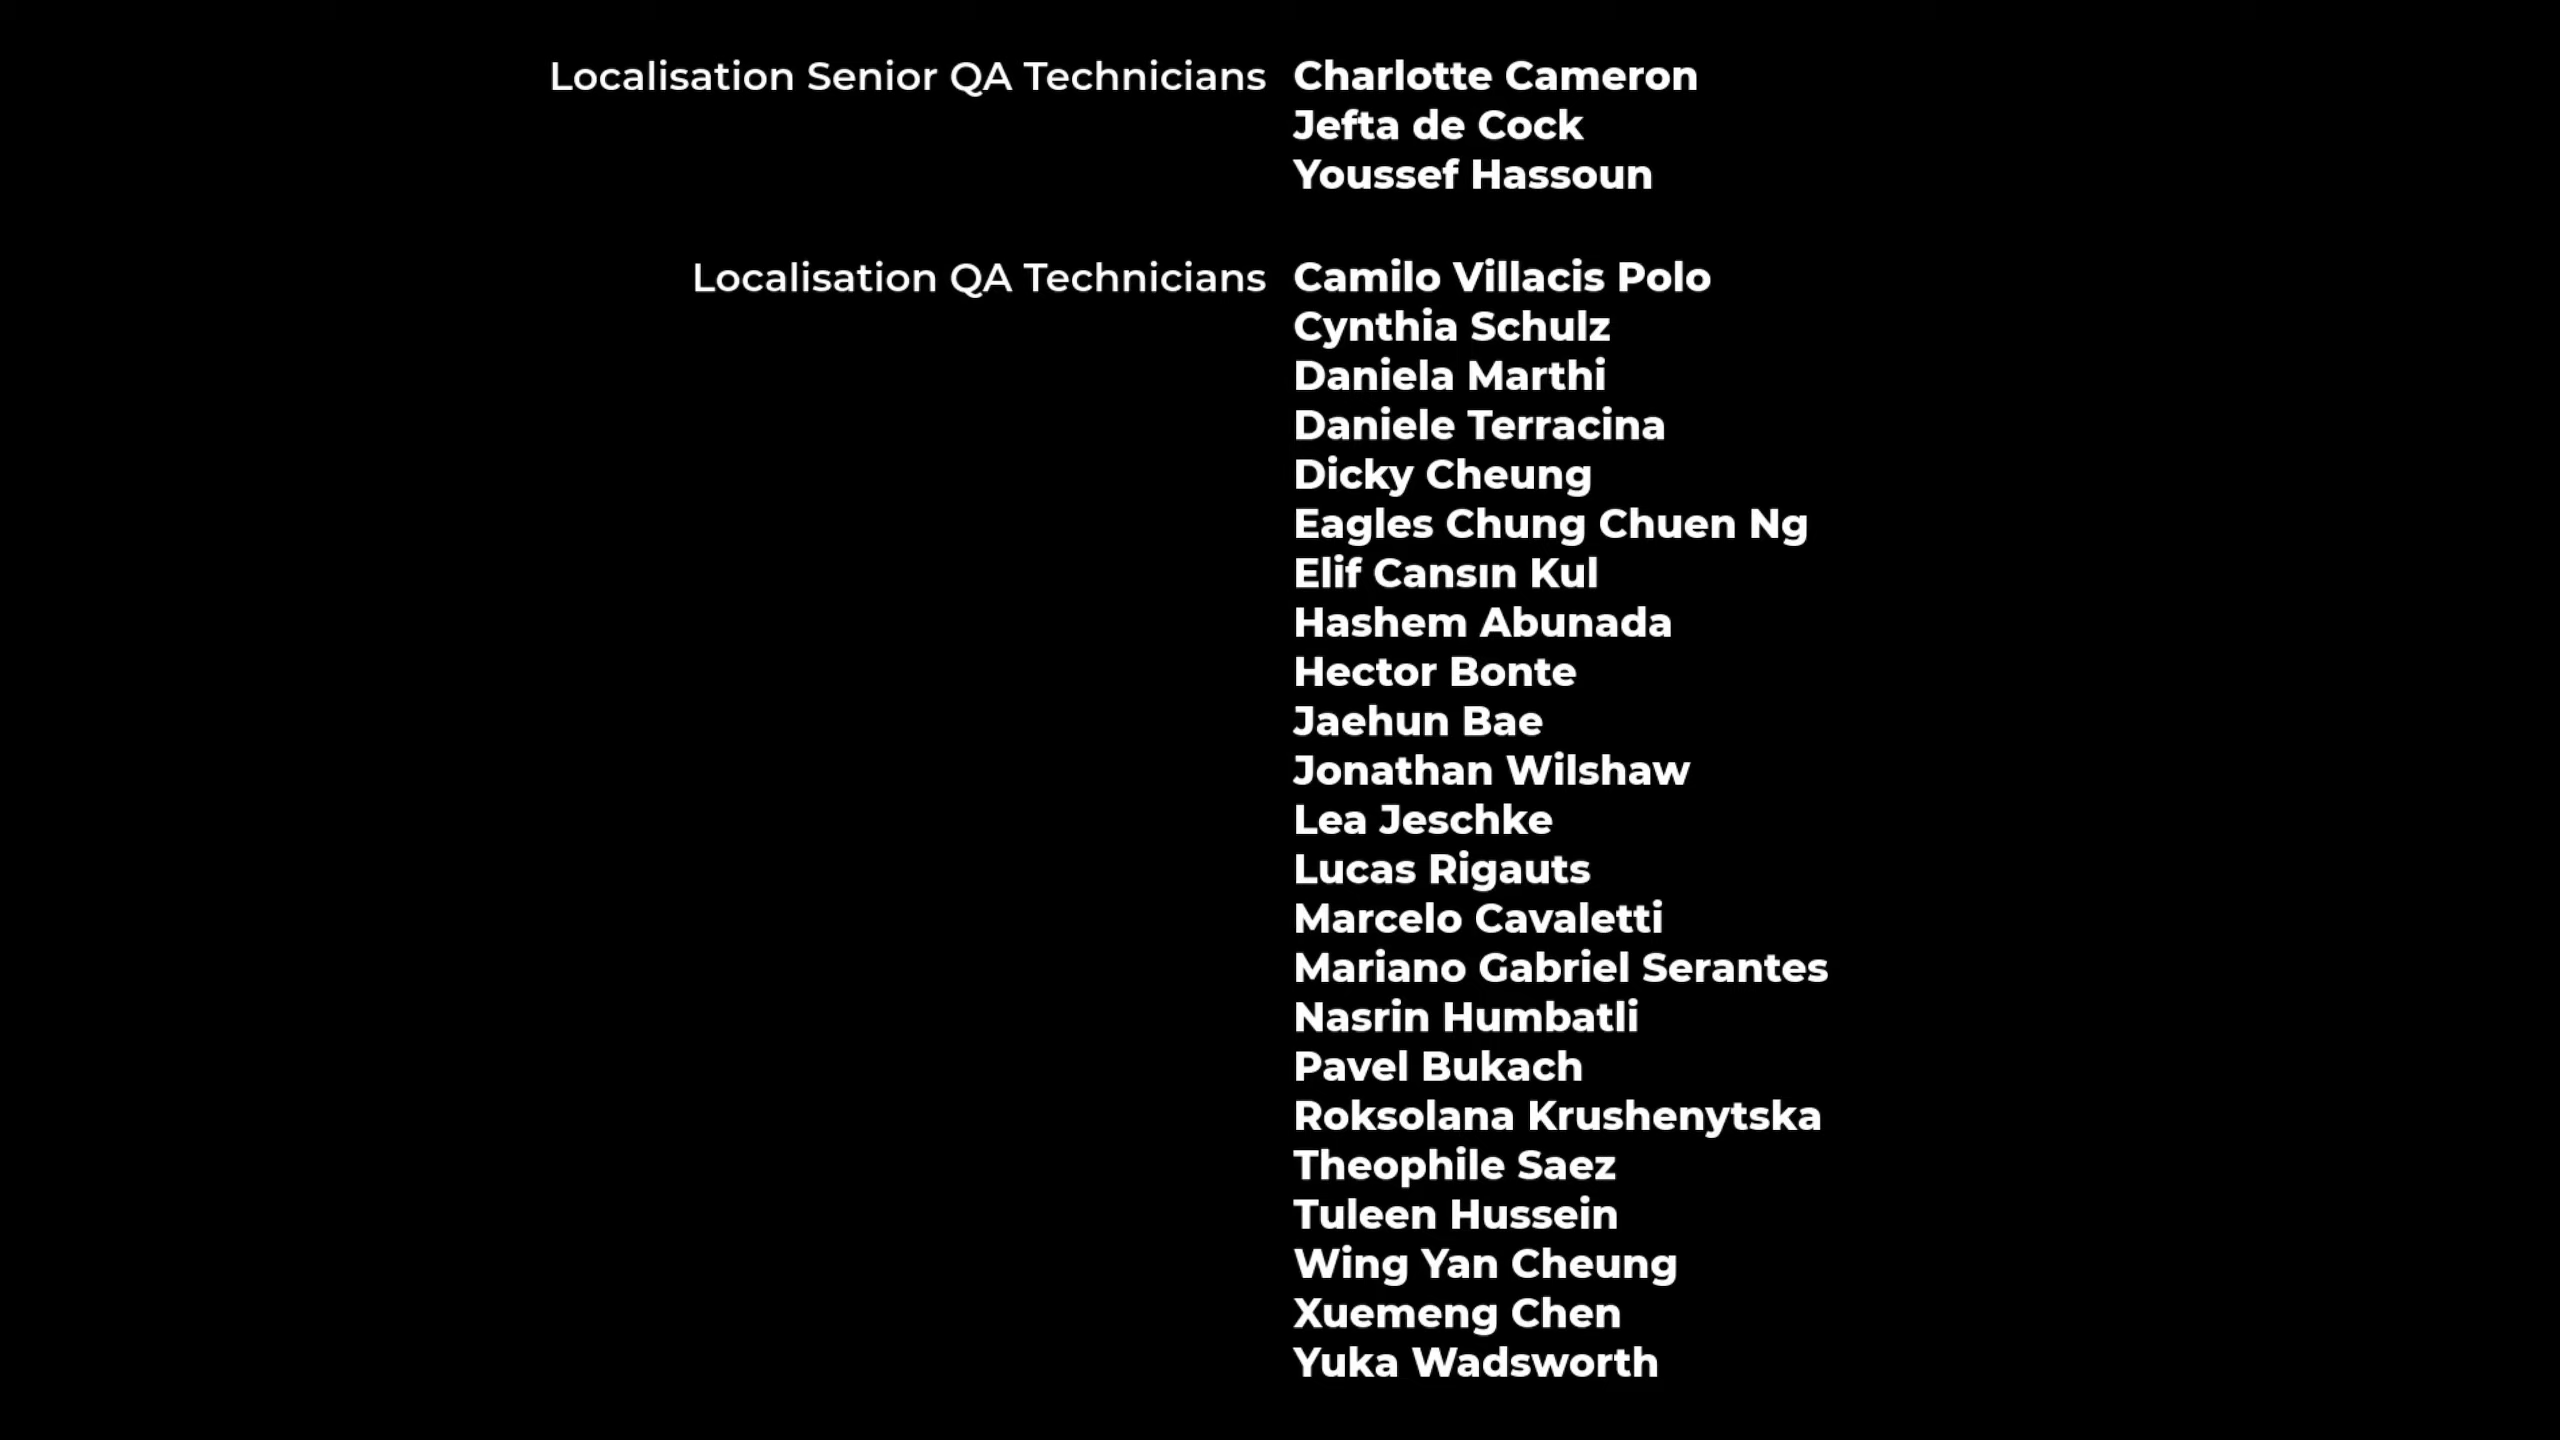 Localisation Senior QA Technicians Charlotte Cameron
Jefta de Cock
Youssef Hassoun
Localisation QA Technicians Camilo Villacis Polo
Cynthia Schulz
Daniela Marthi
Daniele Terracina
Dicky Cheung
Eagles Chung Chuen Ng
Elif Cansın Kul
Hashem Abunada
Hector Bonte
Jaehun Bae
Jonathan Wilshaw
Lea Jeschke
Lucas Rigauts
Marcelo Cavaletti
Mariano Gabriel Serantes
Nasrin Humbatli
Pavel Bukach
Roksolana Krushenytska
Theophile Saez
Tuleen Hussein
Wing Yan Cheung
Xuemeng Chen
Yuka Wadsworth